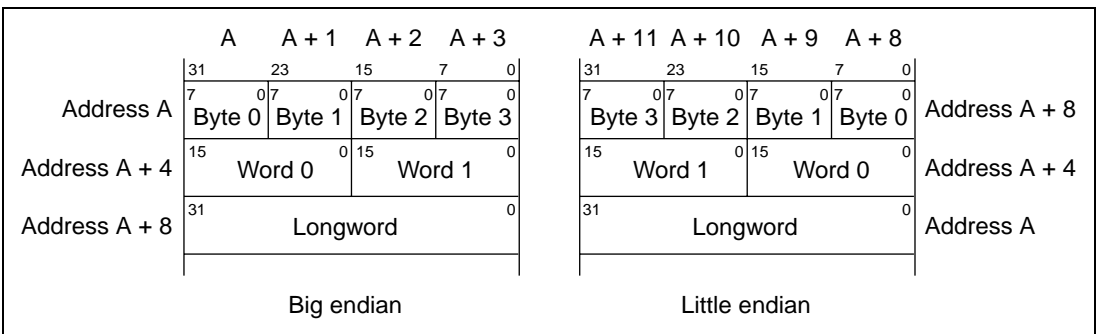 A A + 1 A + 2 A + 3 A + 11 A + 10 A + 9 A + 8
31 23 15 7 0 31 23 15 7 0
7 0 7 0 7 0 7 0 7 0 7 0 7 0 7 0
Address A Byte 0 Byte 1 Byte 2 Byte 3 Byte 3 Byte 2 Byte 1 Byte 0 Address A + 8
15 0 15 0 15 0 15 0
Address A + 4 Word 0 Word 1 Word 1 Word 0 Address A + 4
31 0 31 0
Address A + 8 Longword Longword Address A
Big endian Little endian